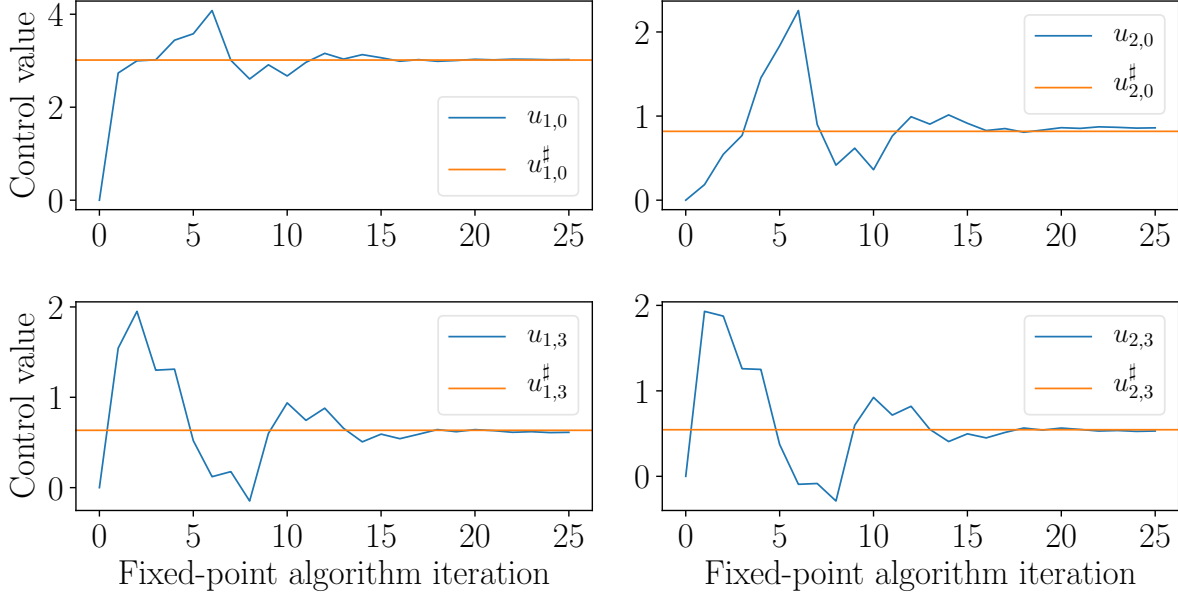 Control value
4
2
0
u_{1,0}
u^♯_{1,0}
0 5 10 15 20 25
2
1
0
u_{2,0}
u^♯_{2,0}
0 5 10 15 20 25
Control value
2
1
0
u_{1,3}
u^♯_{1,3}
0 5 10 15 20 25
Fixed-point algorithm iteration
2
1
0
u_{2,3}
u^♯_{2,3}
0 5 10 15 20 25
Fixed-point algorithm iteration